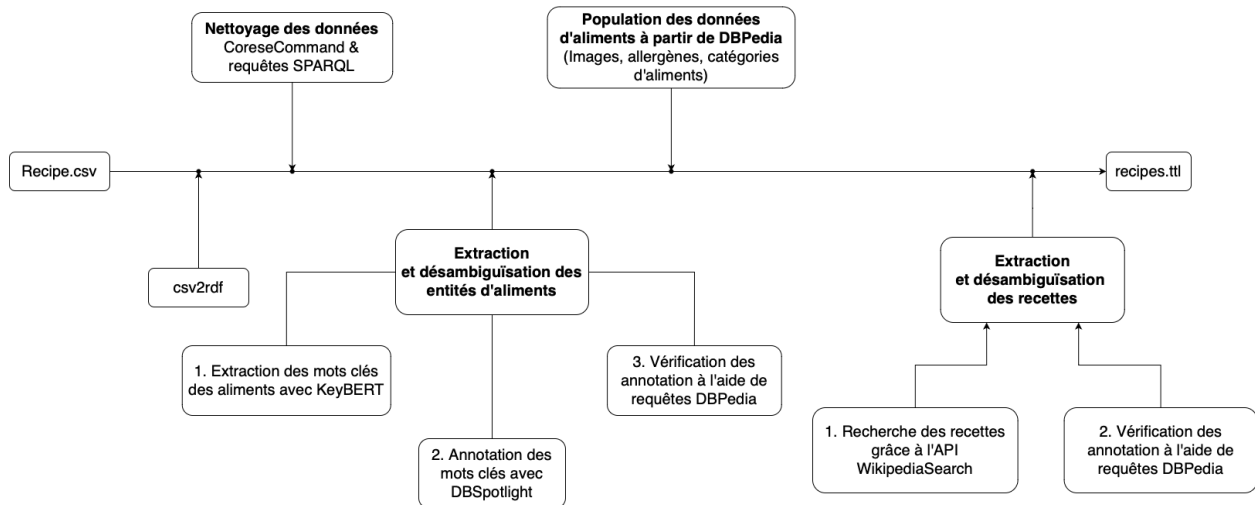 Nettoyage des données
CoreseCommand &
requêtes SPARQL
Population des données
d'aliments à partir de DBPedia
(Images, allergènes, catégories
d'aliments)
Recipe.csv
recipes.ttl
csv2rdf
Extraction
et désambiguïsation des
entités d'aliments
Extraction
et désambiguïsation
des recettes
1. Extraction des mots clés
des aliments avec KeyBERT
2. Annotation des
mots clés avec
DBSpotlight
3. Vérification des
annotation à l'aide de
requêtes DBPedia
1. Recherche des recettes
grâce à l'API
WikipediaSearch
2. Vérification des
annotation à l'aide de
requêtes DBPedia